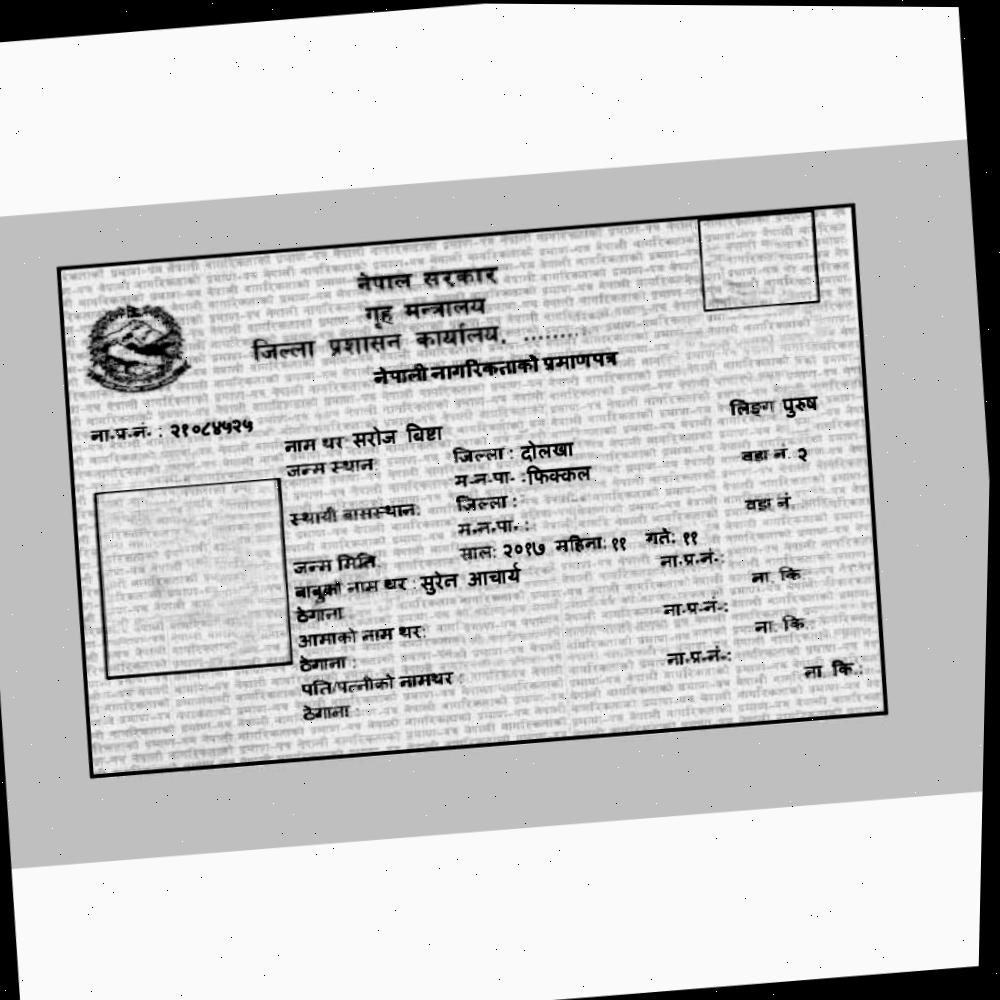 नेपाल सरकार
गृह मन्त्रालय
जिल्ला प्रशासन कार्यालय, ........
नेपाली नागरिकताको प्रमाणपत्र
लिङ्ग पुरुष
ना.प्र.नं. : २१०८४५२५
नाम थर सरोज बिष्टा
जन्म स्थान: जिल्ला : दोलखा वडा नं. २
म.न.पा. :फिक्कल
स्थायी बासस्थान: जिल्ला : वडा नं.
म.न.पा. :
जन्म मिति: साल: २०१७ महिना: ११ गते: ११
बाबुको नाम थर : सुरेन आचार्य ना.प्र.नं.:
ठेगाना ना. कि
आमाको नाम थर: ना.प्र.नं.:
ठेगाना : ना. कि.:
पति/पत्नीको नामथर : ना.प्र.नं.:
ठेगाना : ना. कि.: